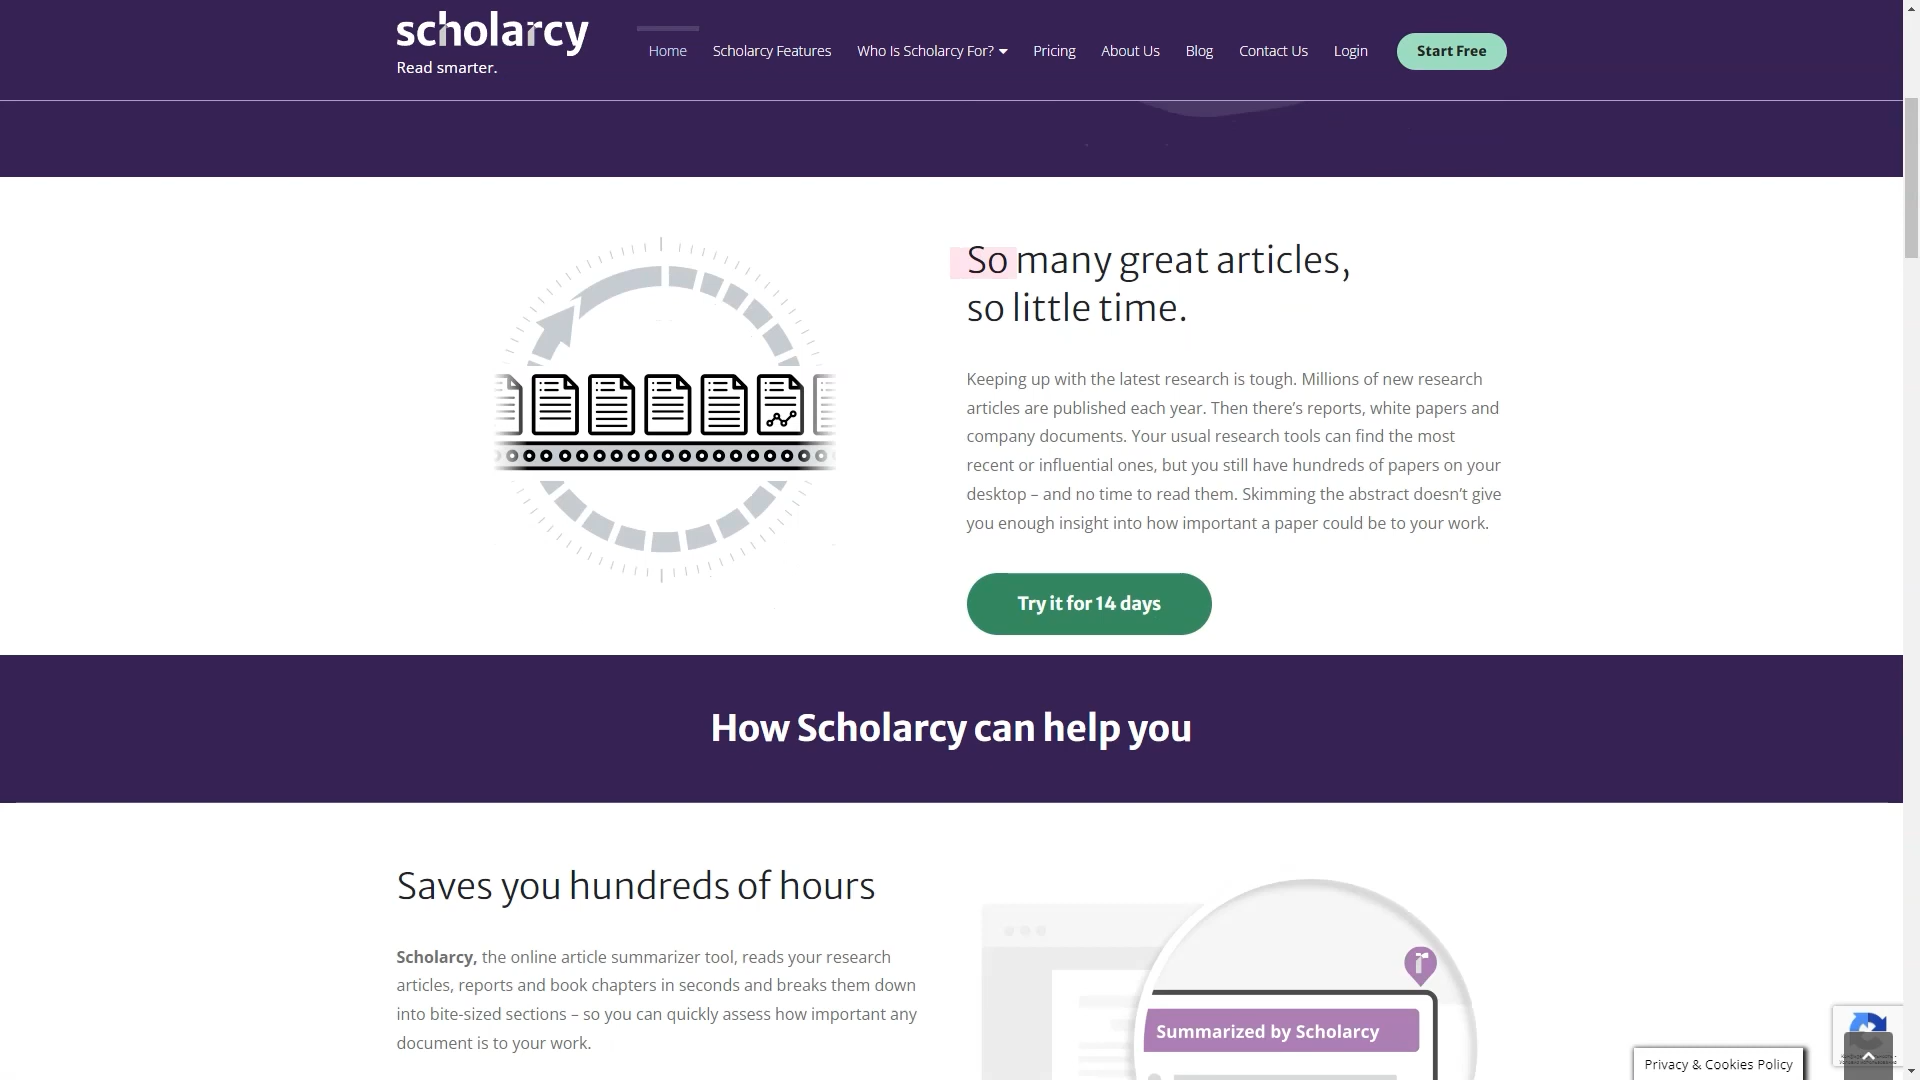 scholarcy
Read smarter.
Home
Scholarcy Features
Who Is Scholarcy For?
Pricing
About Us
Blog
Contact Us
Login
Start Free
So many great articles,
so little time.
Keeping up with the latest research is tough. Millions of new research
articles are published each year. Then there’s reports, white papers and
company documents. Your usual research tools can find the most
recent or influential ones, but you still have hundreds of papers on your
desktop – and no time to read them. Skimming the abstract doesn’t give
you enough insight into how important a paper could be to your work.
Try it for 14 days
How Scholarcy can help you
Saves you hundreds of hours
Scholarcy, the online article summarizer tool, reads your research
articles, reports and book chapters in seconds and breaks them down
into bite-sized sections – so you can quickly assess how important any
document is to your work.
r
Summarized by Scholarcy
Privacy & Cookies Policy